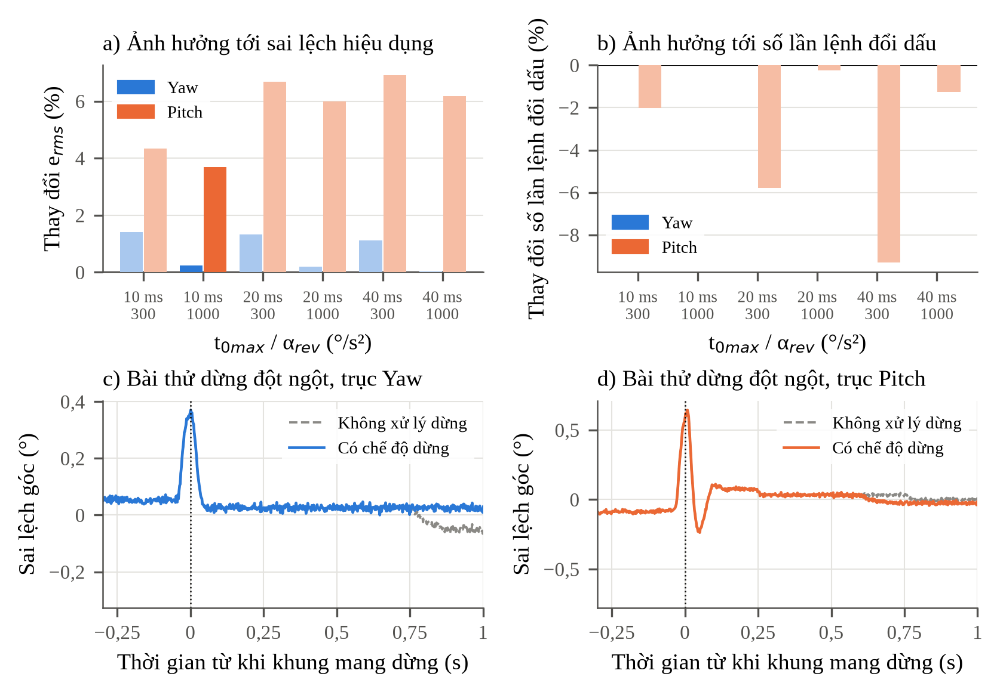 a) Ảnh hưởng tới sai lệch hiệu dụng
Thay đổi e_rms (%)
6
4
2
0
Yaw
Pitch
10 ms 10 ms 20 ms 20 ms 40 ms 40 ms
300 1000 300 1000 300 1000
t_0max / α_rev (°/s²)
b) Ảnh hưởng tới số lần lệnh đổi dấu
Thay đổi số lần lệnh đổi dấu (%)
0
−2
−4
−6
−8
Yaw
Pitch
10 ms 10 ms 20 ms 20 ms 40 ms 40 ms
300 1000 300 1000 300 1000
t_0max / α_rev (°/s²)
c) Bài thử dừng đột ngột, trục Yaw
Sai lệch góc (°)
0,4
0,2
0
−0,2
Không xử lý dừng
Có chế độ dừng
−0,25 0 0,25 0,5 0,75 1
Thời gian từ khi khung mang dừng (s)
d) Bài thử dừng đột ngột, trục Pitch
Sai lệch góc (°)
0,5
0
−0,5
Không xử lý dừng
Có chế độ dừng
−0,25 0 0,25 0,5 0,75 1
Thời gian từ khi khung mang dừng (s)